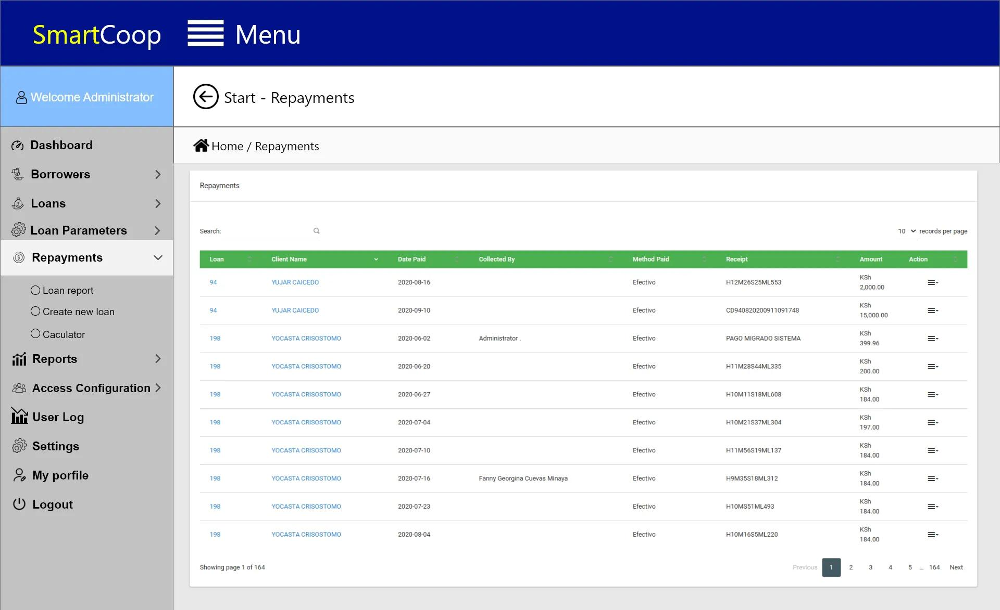 SmartCoop Menu
Welcome Administrator
Start - Repayments
Home / Repayments
Dashboard
Borrowers
Loans
Loan Parameters
Repayments
Loan report
Create new loan
Caculator
Reports
Access Configuration
User Log
Settings
My porfile
Logout
Repayments
Search:
10 records per page
Loan Client Name Date Paid Collected By Method Paid Receipt Amount Action
94 YUJAR CAICEDO 2020-08-16 Efectivo H12M26S25ML553 KSh
2,000.00
94 YUJAR CAICEDO 2020-09-10 Efectivo CD940820200911091748 KSh
15,000.00
198 YOCASTA CRISOSTOMO 2020-06-02 Administrator . Efectivo PAGO MIGRADO SISTEMA KSh
399.96
198 YOCASTA CRISOSTOMO 2020-06-20 Efectivo H11M28S44ML335 KSh
200.00
198 YOCASTA CRISOSTOMO 2020-06-27 Efectivo H10M11S18ML608 KSh
184.00
198 YOCASTA CRISOSTOMO 2020-07-04 Efectivo H10M21S37ML304 KSh
197.00
198 YOCASTA CRISOSTOMO 2020-07-10 Efectivo H11M56S19ML137 KSh
184.00
198 YOCASTA CRISOSTOMO 2020-07-16 Fanny Georgina Cuevas Minaya Efectivo H9M35S18ML312 KSh
184.00
198 YOCASTA CRISOSTOMO 2020-07-23 Efectivo H10MS51ML493 KSh
184.00
198 YOCASTA CRISOSTOMO 2020-08-04 Efectivo H10M16S5ML220 KSh
184.00
Showing page 1 of 164
Previous 1 2 3 4 5 ... 164 Next